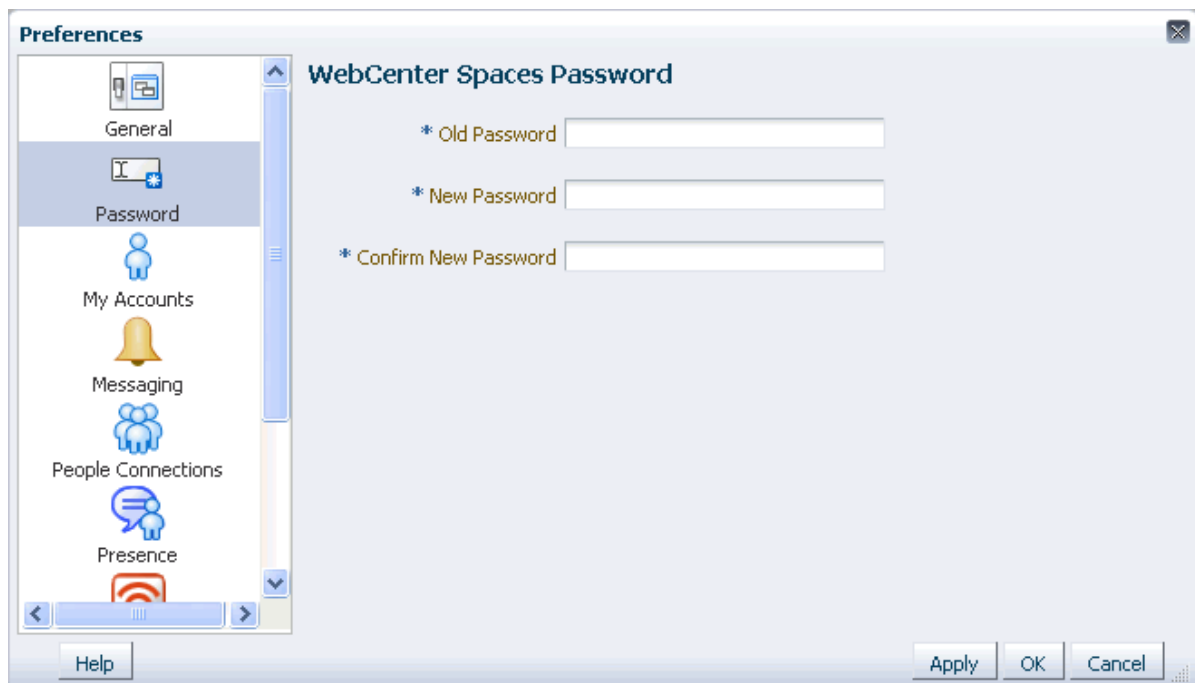 Preferences
General
Password
My Accounts
Messaging
People Connections
Presence
WebCenter Spaces Password
* Old Password
* New Password
* Confirm New Password
Help
Apply
OK
Cancel